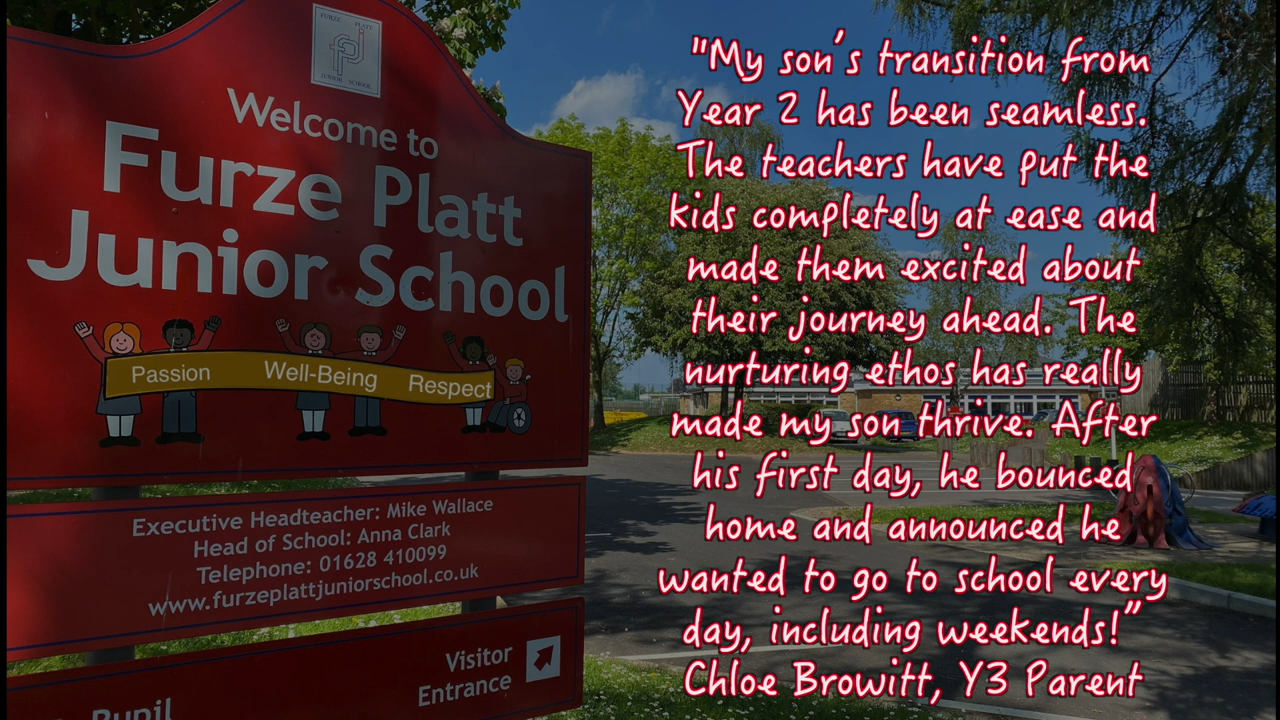 FURZE PLATT
JUNIOR SCHOOL
Welcome to
Furze Platt
Junior School
Passion Well-Being Respect
Executive Headteacher: Mike Wallace
Head of School: Anna Clark
Telephone: 01628 410099
www.furzeplattjuniorschool.co.uk
Visitor
Entrance
Pupil
"My son's transition from
Year 2 has been seamless.
The teachers have put the
kids completely at ease and
made them excited about
their journey ahead. The
nurturing ethos has really
made my son thrive. After
his first day, he bounced
home and announced he
wanted to go to school every
day, including weekends!”
Chloe Browitt, Y3 Parent